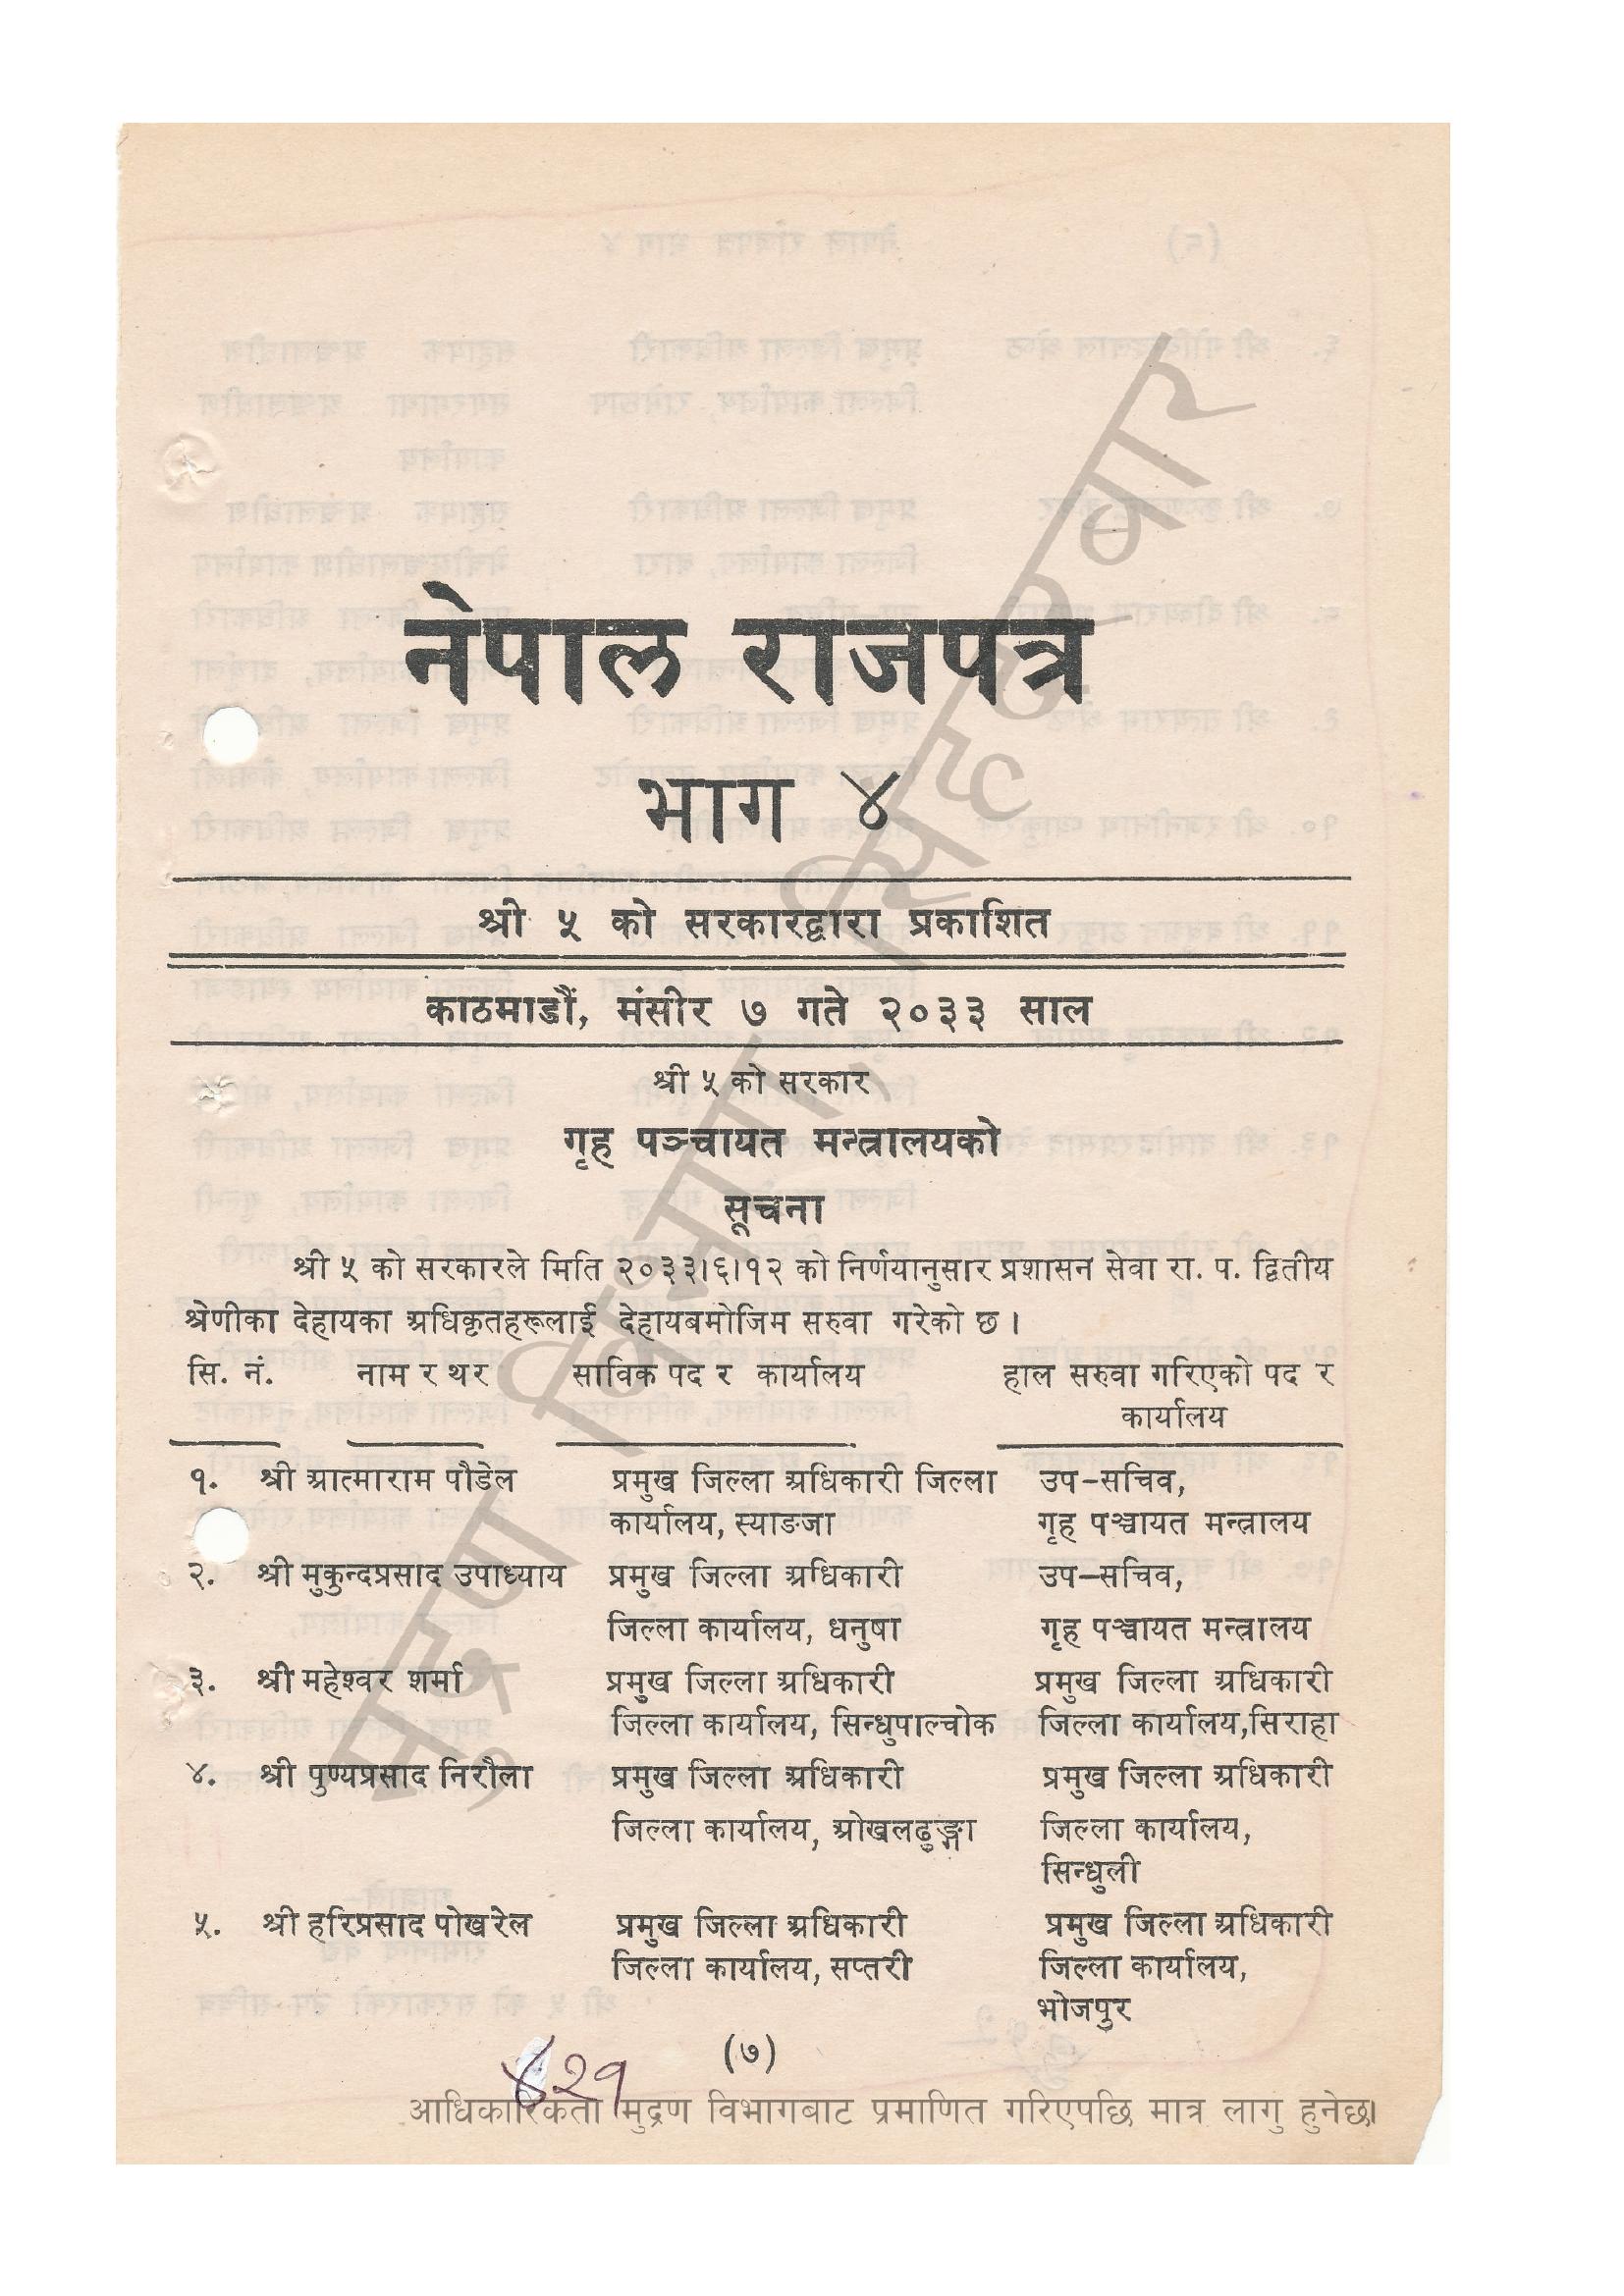 नेपाल राजपत्र
भाग ४
श्री ५ को सरकारद्वारा प्रकाशित
काठमाडौं, मंसीर ७ गते २०३३ साल
श्री ५ को सरकार
गृह पञ्चायत मन्त्रालयको
सूचना
श्री ५ को सरकारले मिति २०३३।६।१२ को निर्णयानुसार प्रशासन सेवा रा. प. द्वितीय
श्रेणीका देहायका अधिकृतहरूलाई देहायबमोजिम सरुवा गरेको छ ।
सि. नं. नाम र थर साविक पद र कार्यालय हाल सरुवा गरिएको पद र
कार्यालय
१. श्री आत्माराम पौडेल प्रमुख जिल्ला अधिकारी जिल्ला उप-सचिव,
कार्यालय, स्याङजा गृह पञ्चायत मन्त्रालय
२. श्री मुकुन्दप्रसाद उपाध्याय प्रमुख जिल्ला अधिकारी उप-सचिव,
जिल्ला कार्यालय, धनुषा गृह पञ्चायत मन्त्रालय
३. श्री महेश्वर शर्मा प्रमुख जिल्ला अधिकारी प्रमुख जिल्ला अधिकारी
जिल्ला कार्यालय, सिन्धुपाल्चोक जिल्ला कार्यालय,सिराहा
४. श्री पुण्यप्रसाद निरौला प्रमुख जिल्ला अधिकारी प्रमुख जिल्ला अधिकारी
जिल्ला कार्यालय, ओखलढुङ्गा जिल्ला कार्यालय,
सिन्धुली
५. श्री हरिप्रसाद पोखरेल प्रमुख जिल्ला अधिकारी प्रमुख जिल्ला अधिकारी
जिल्ला कार्यालय, सप्तरी जिल्ला कार्यालय,
भोजपुर
(७)
४२१
आधिकारिकता मुद्रण विभागबाट प्रमाणित गरिएपछि मात्र लागु हुनेछ।
मुद्रण विभाग, सिंहदरबार